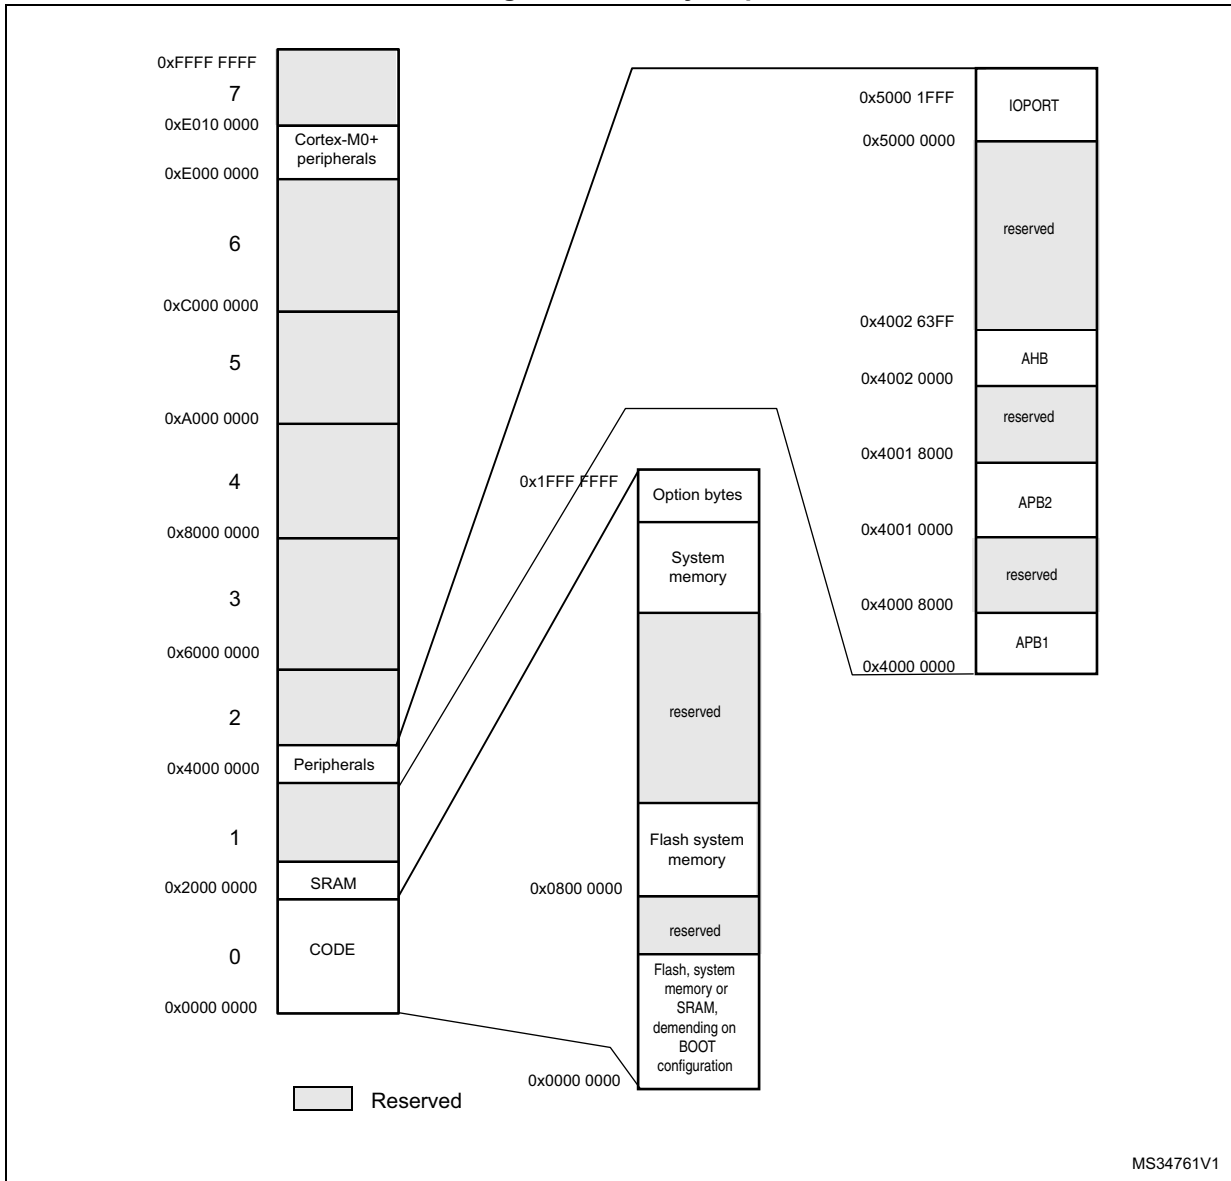 0xFFFF FFFF
7
0xE010 0000
Cortex-M0+
peripherals
0xE000 0000
6
0xC000 0000
5
0xA000 0000
4
0x8000 0000
3
0x6000 0000
2
0x4000 0000
Peripherals
1
0x2000 0000
SRAM
0
CODE
0x0000 0000
Reserved
0x1FFF FFFF
Option bytes
System
memory
reserved
Flash system
memory
0x0800 0000
reserved
Flash, system
memory or
SRAM,
demending on
BOOT
configuration
0x0000 0000
0x5000 1FFF
IOPORT
0x5000 0000
reserved
0x4002 63FF
AHB
0x4002 0000
reserved
0x4001 8000
APB2
0x4001 0000
reserved
0x4000 8000
APB1
0x4000 0000
MS34761V1